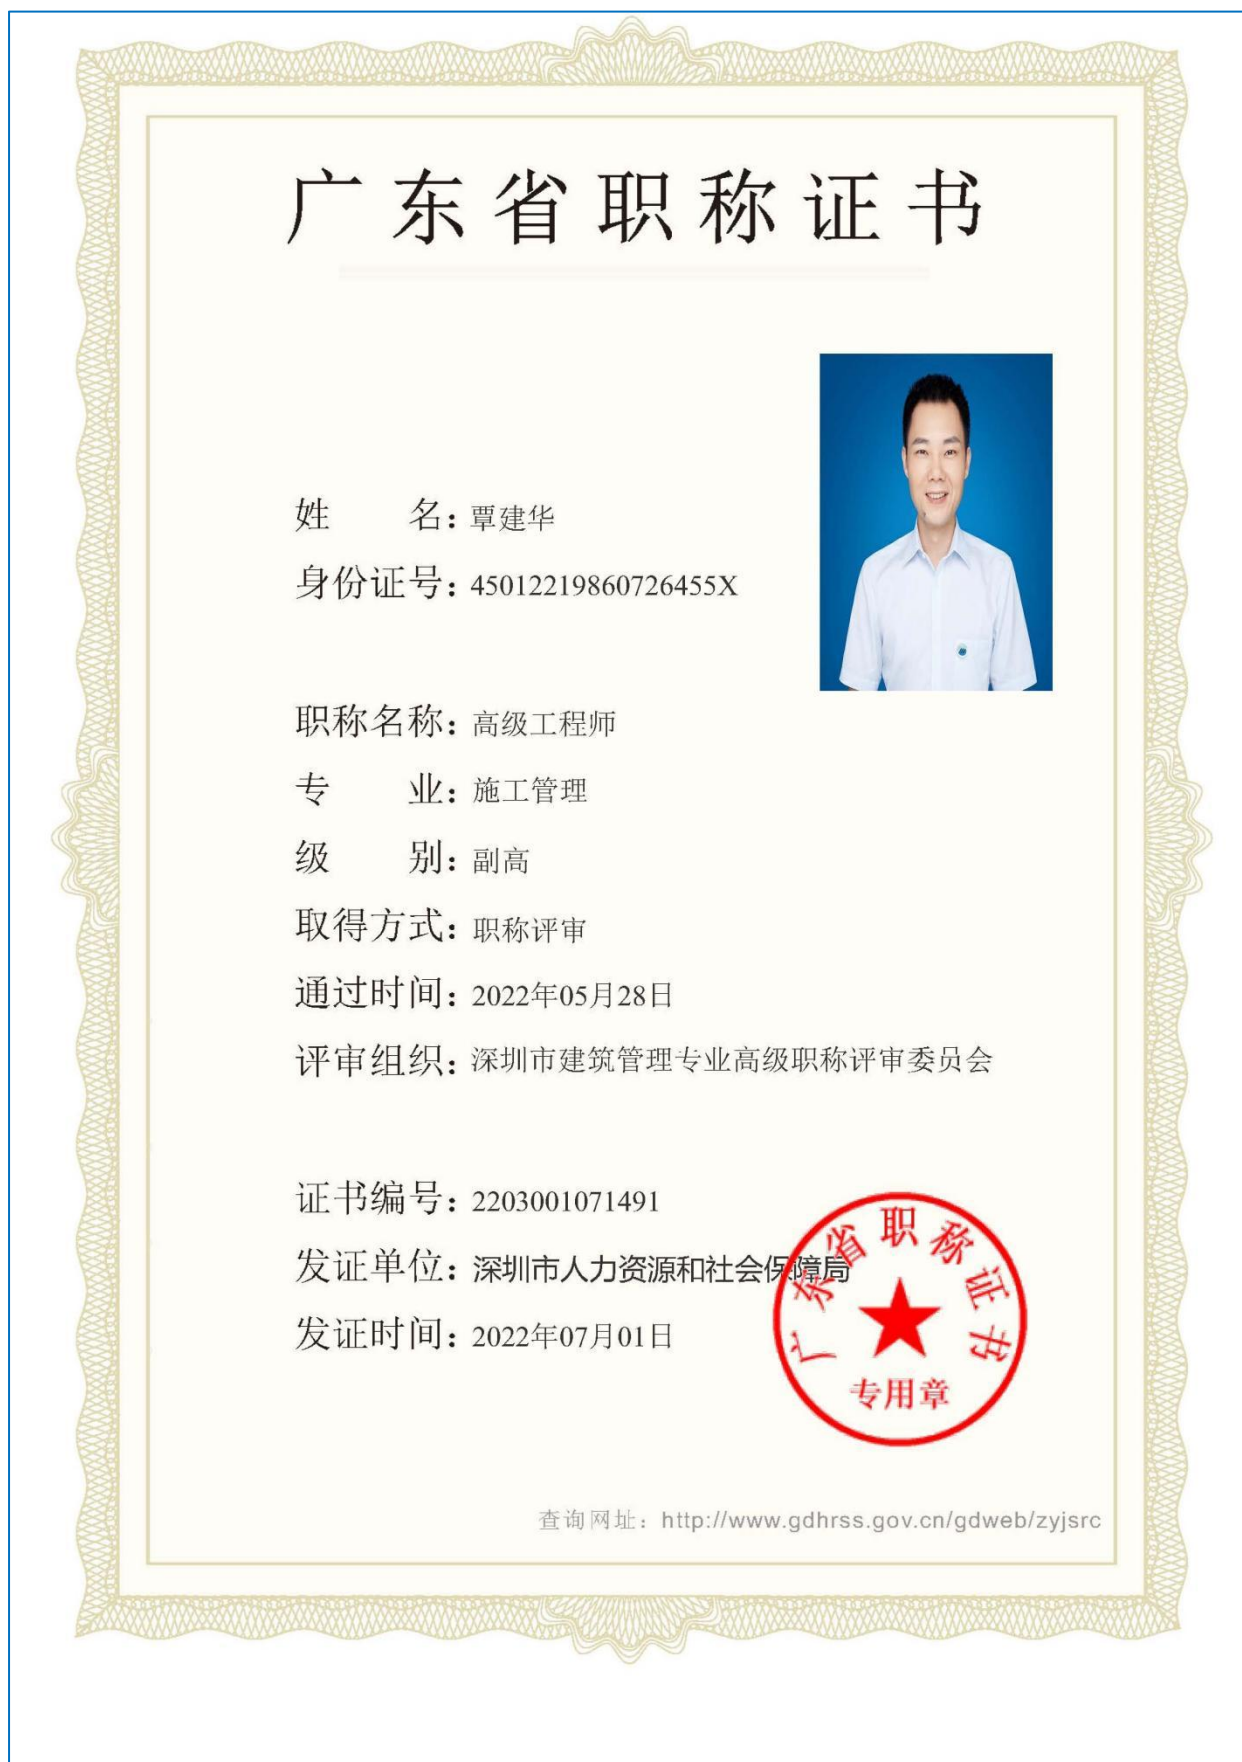 广东省职称证书
姓名：覃建华
身份证号：45012219860726455X
职称名称：高级工程师
专业：施工管理
级别：副高
取得方式：职称评审
通过时间：2022年05月28日
评审组织：深圳市建筑管理专业高级职称评审委员会
证书编号：2203001071491
发证单位：深圳市人力资源和社会保障局
发证时间：2022年07月01日
广东省职称证书
专用章
查询网址：http://www.gdhrss.gov.cn/gdweb/zyjsrc